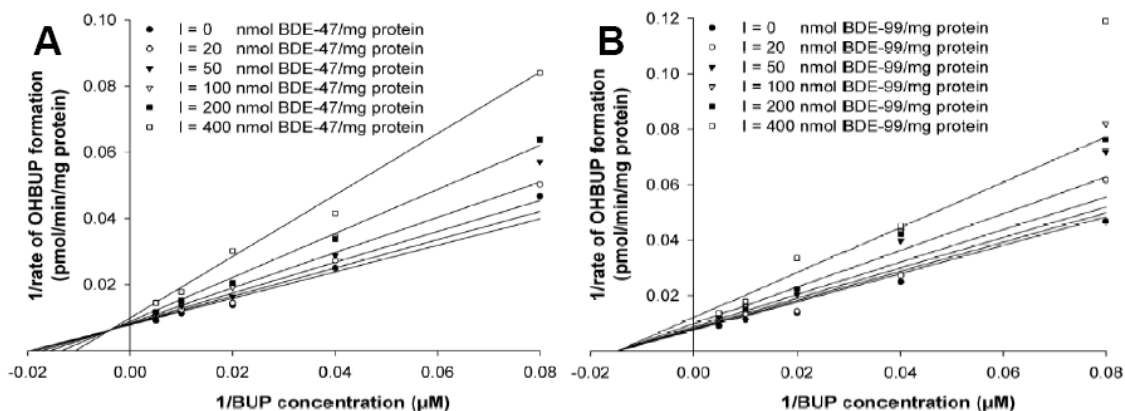 A
I = 0 nmol BDE-47/mg protein
I = 20 nmol BDE-47/mg protein
I = 50 nmol BDE-47/mg protein
I = 100 nmol BDE-47/mg protein
I = 200 nmol BDE-47/mg protein
I = 400 nmol BDE-47/mg protein
1/rate of OHBUP formation
(pmol/min/mg protein)
0.10
0.08
0.06
0.04
0.02
-0.02 0.00 0.02 0.04 0.06 0.08
1/BUP concentration (µM)
B
I = 0 nmol BDE-99/mg protein
I = 20 nmol BDE-99/mg protein
I = 50 nmol BDE-99/mg protein
I = 100 nmol BDE-99/mg protein
I = 200 nmol BDE-99/mg protein
I = 400 nmol BDE-99/mg protein
1/rate of OHBUP formation
(pmol/min/mg protein)
0.12
0.10
0.08
0.06
0.04
0.02
-0.02 0.00 0.02 0.04 0.06 0.08
1/BUP concentration (µM)